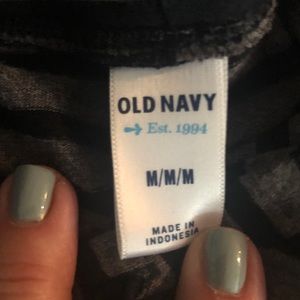 OLD NAVY
Est. 1994
M/M/M
MADE IN
INDONESIA